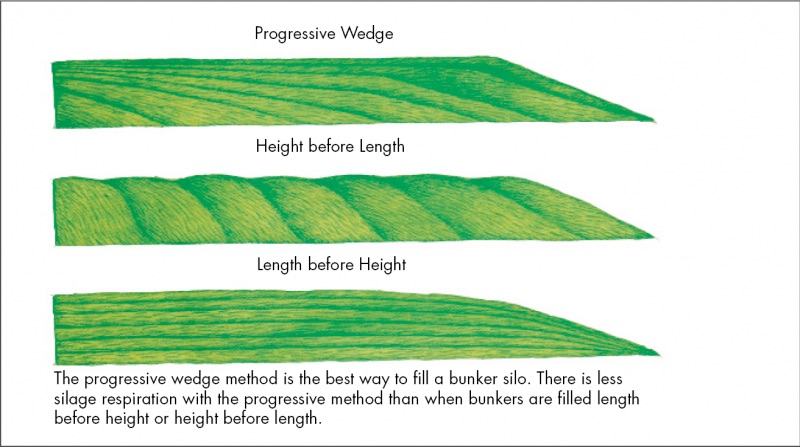 Progressive Wedge
Height before Length
Length before Height
The progressive wedge method is the best way to fill a bunker silo. There is less
silage respiration with the progressive method than when bunkers are filled length
before height or height before length.